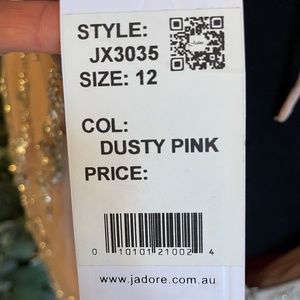 STYLE:
JX3035
SIZE: 12
COL:
DUSTY PINK
PRICE:
0 10101 21002 4
www.jadore.com.au